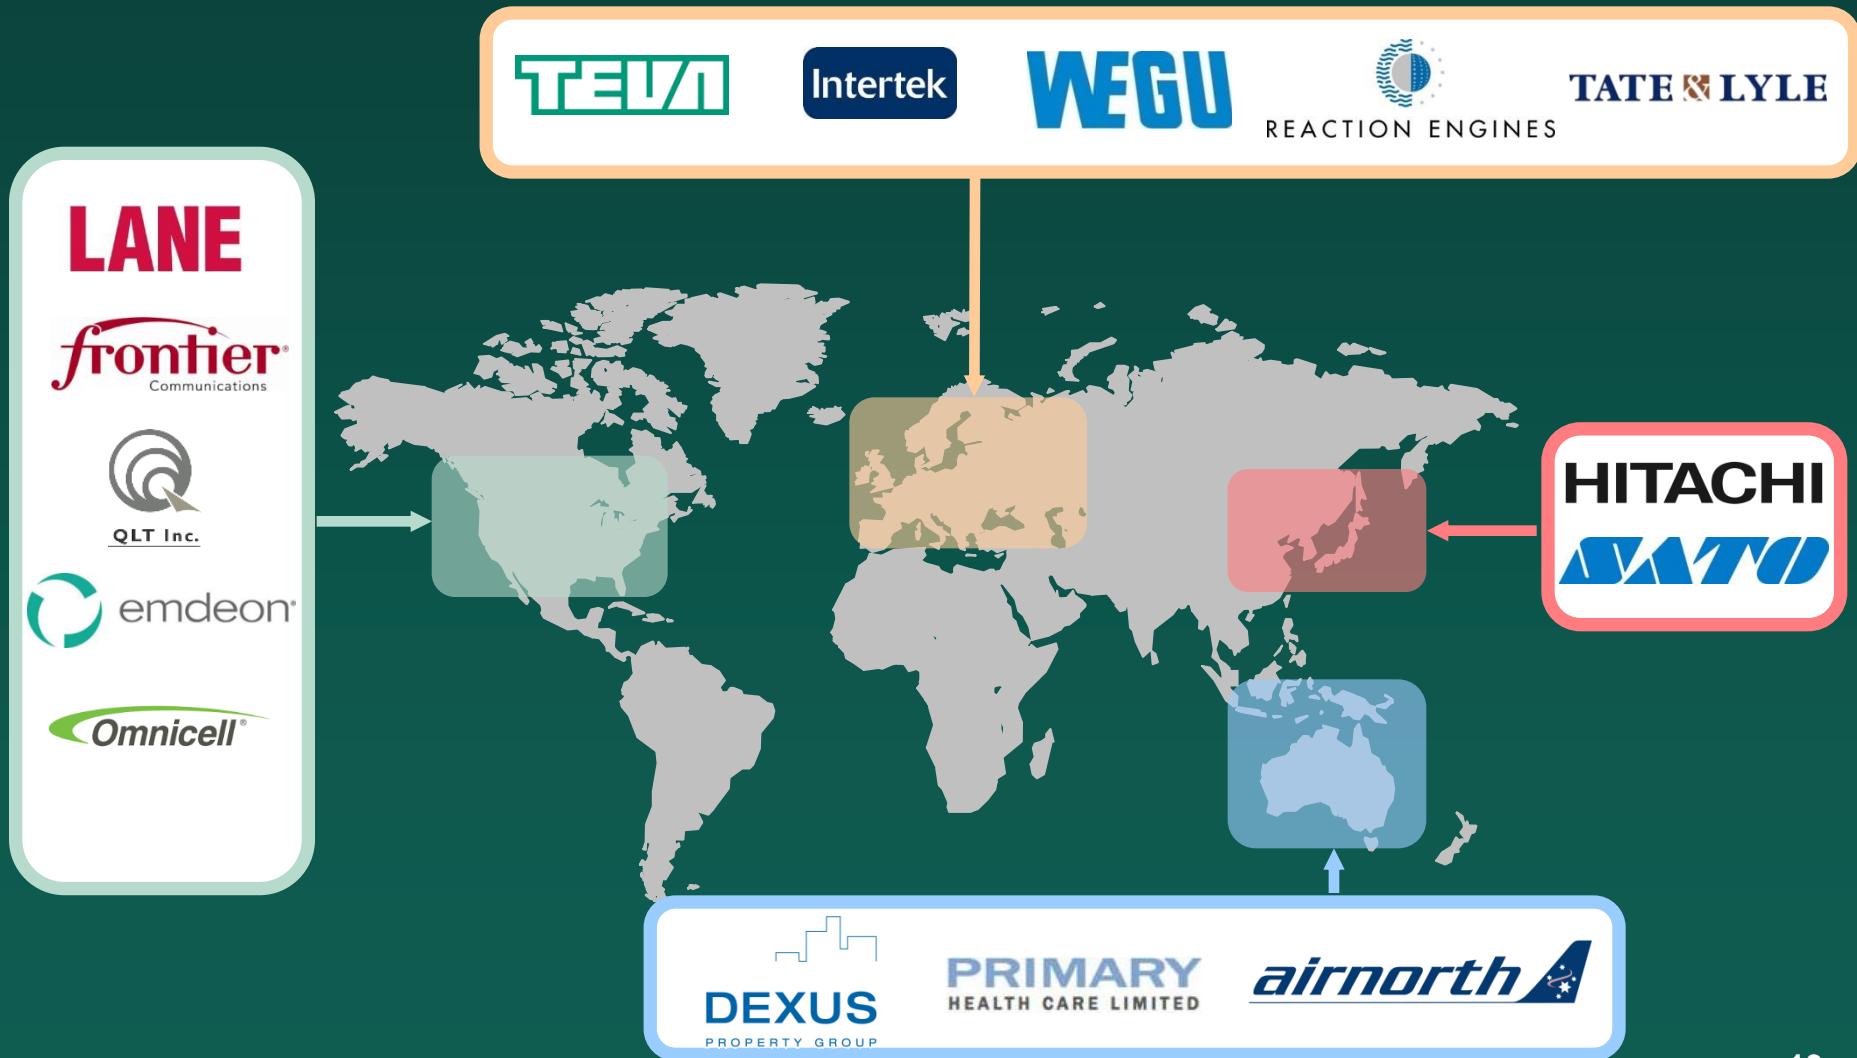 TEVA
Intertek
WEGU
REACTION ENGINES
TATE & LYLE
LANE
frontier
Communications
QLT Inc.
emdeon
Omnicell
HITACHI
SATO
DEXUS
PROPERTY GROUP
PRIMARY
HEALTH CARE LIMITED
airnorth